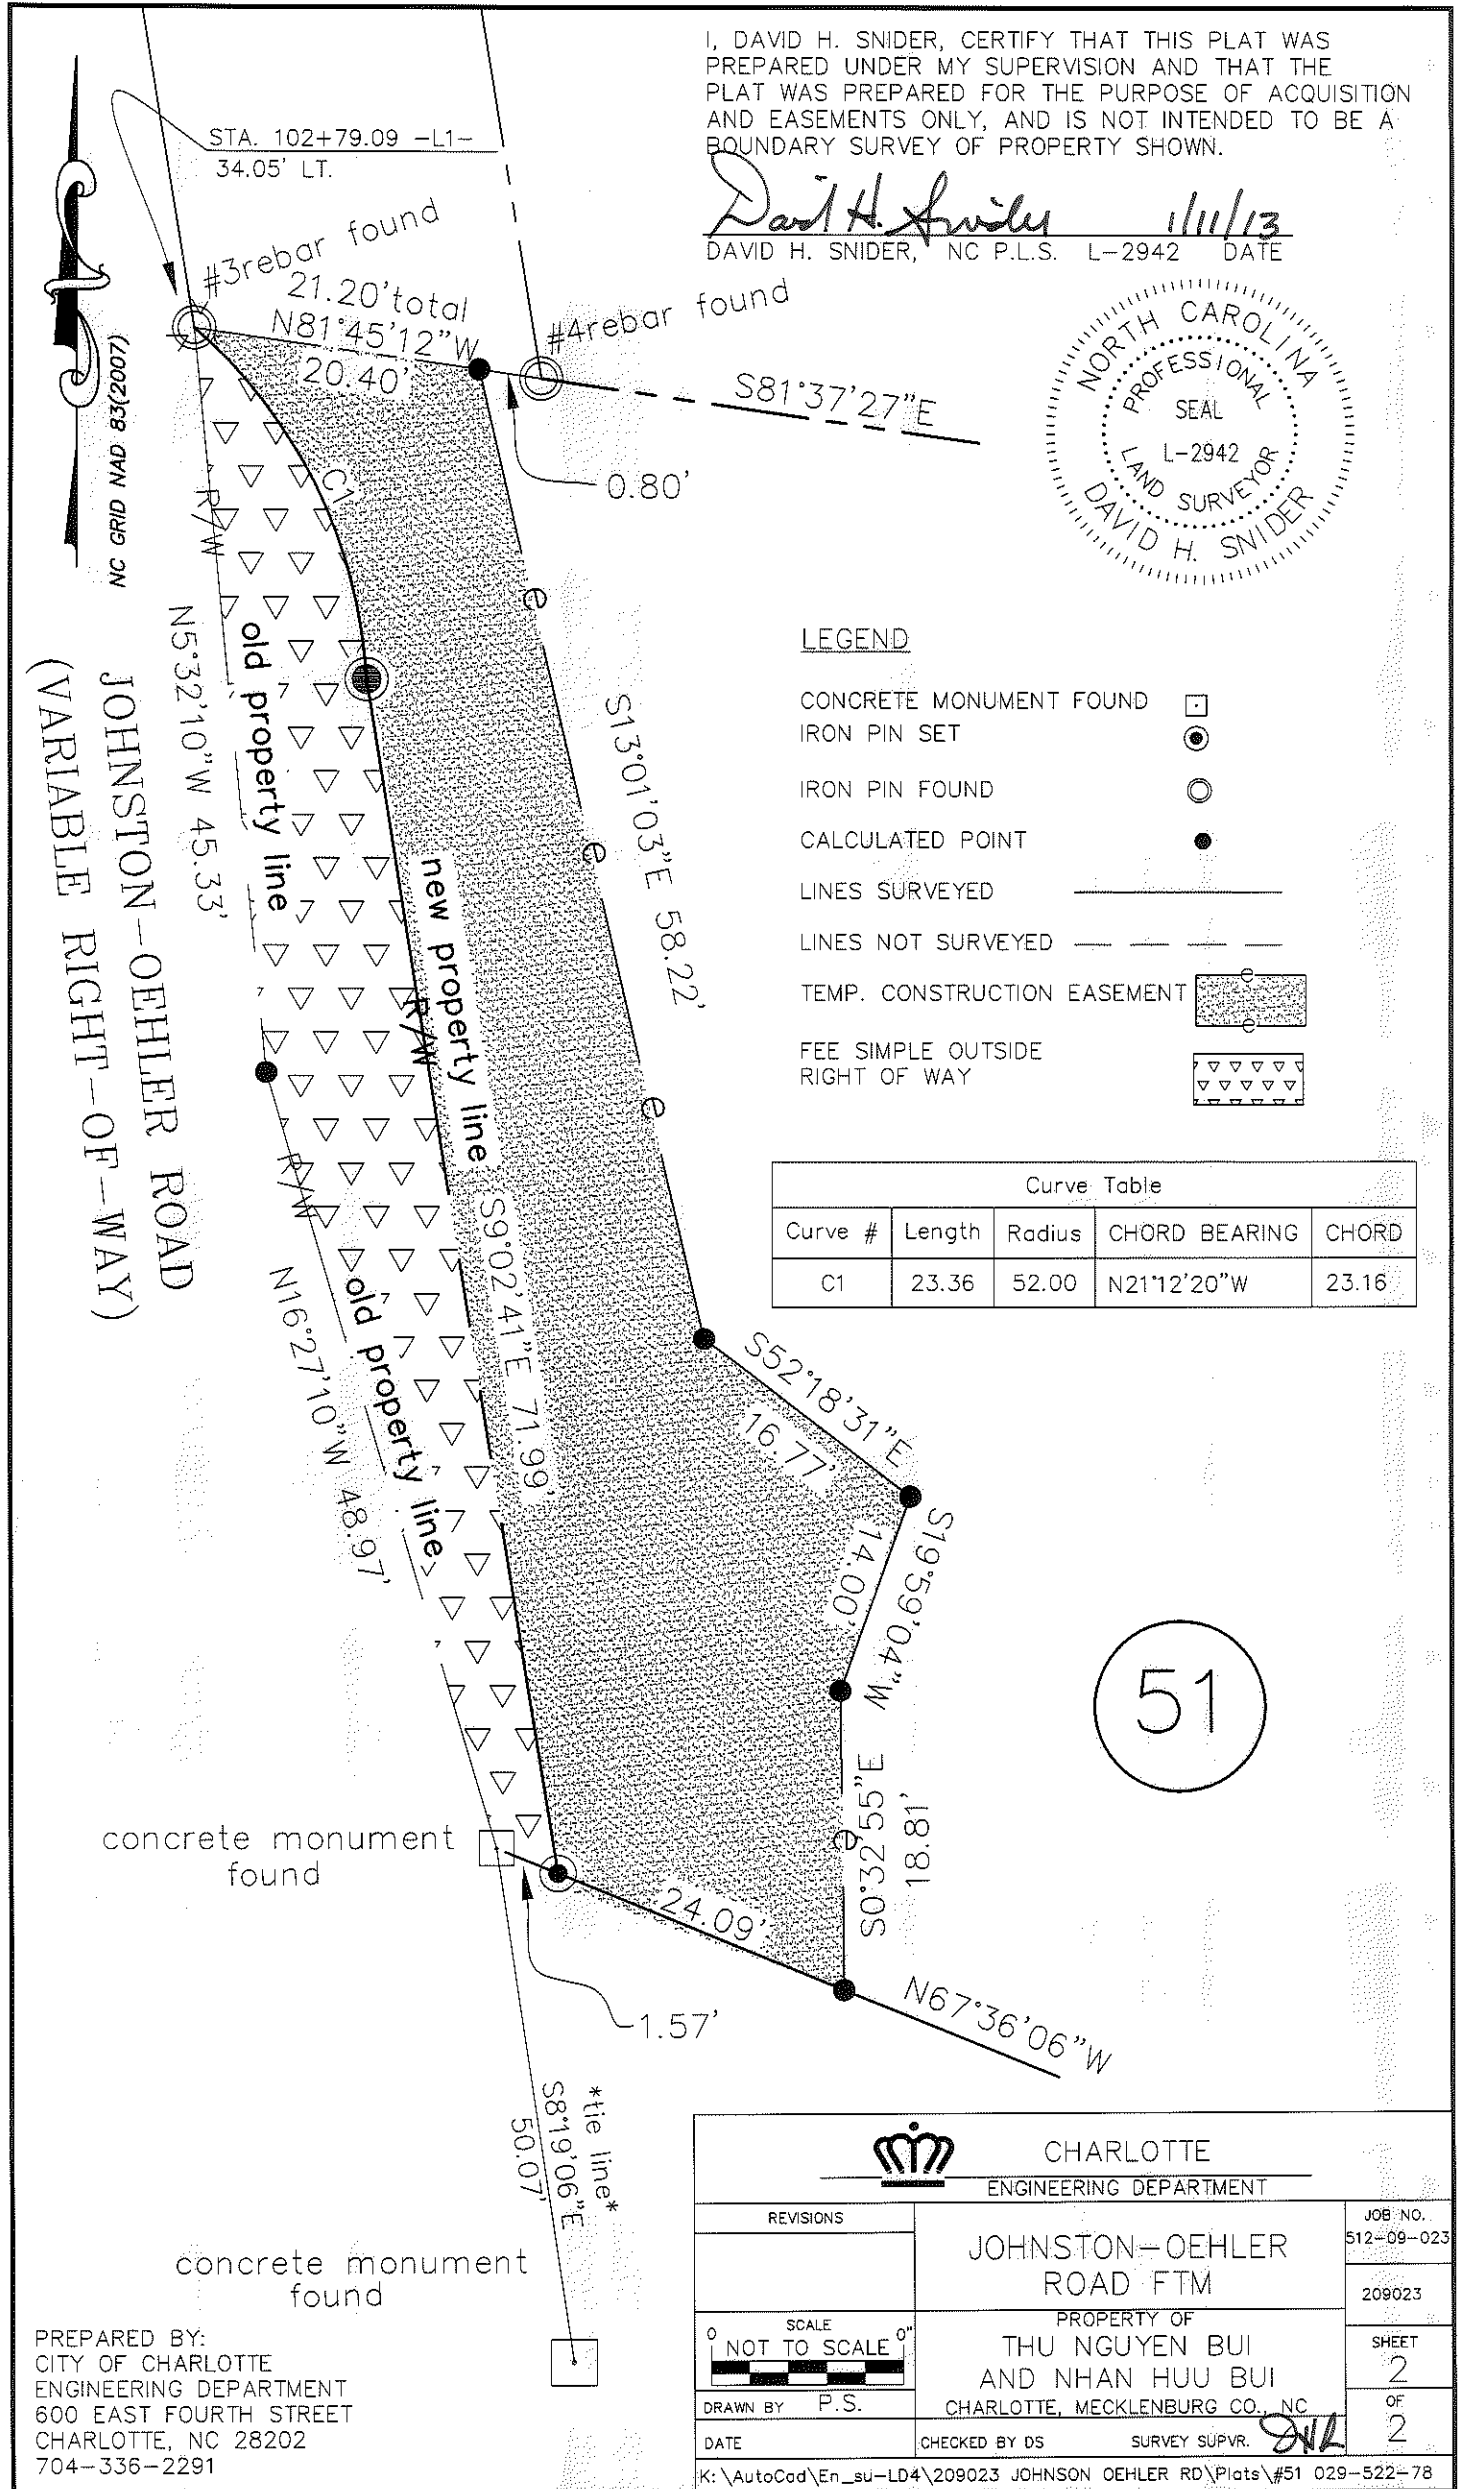 I, DAVID H. SNIDER, CERTIFY THAT THIS PLAT WAS
PREPARED UNDER MY SUPERVISION AND THAT THE
PLAT WAS PREPARED FOR THE PURPOSE OF ACQUISITION
AND EASEMENTS ONLY, AND IS NOT INTENDED TO BE A
BOUNDARY SURVEY OF PROPERTY SHOWN.
David H. Snider 1/11/13
DAVID H. SNIDER, NC P.L.S. L-2942 DATE
STA. 102+79.09 -L1-
34.05' LT.
#3rebar found
21.20'total
N81°45'12"W
20.40'
#4rebar found
S81°37'27"E
0.80'
NC GRID NAD 83(2007)
NORTH CAROLINA
PROFESSIONAL
SEAL
L-2942
LAND SURVEYOR
DAVID H. SNIDER
C1
R/W
e
old property line
N5°32'10"W 45.33'
JOHNSTON-OEHLER ROAD
(VARIABLE RIGHT-OF-WAY)
S13°01'03"E 58.22'
e
new property line
R/W
S9°02'41"E 71.99'
e
LEGEND
CONCRETE MONUMENT FOUND
IRON PIN SET
IRON PIN FOUND
CALCULATED POINT
LINES SURVEYED
LINES NOT SURVEYED
TEMP. CONSTRUCTION EASEMENT
e
e
FEE SIMPLE OUTSIDE
RIGHT OF WAY
Curve Table
Curve # Length Radius CHORD BEARING CHORD
C1 23.36 52.00 N21°12'20"W 23.16
R/W
old property line
N16°27'10"W 48.97'
S52°18'31"E
16.77'
S19°59'04"W
14.00'
51
S0°32'55"E
18.81'
e
concrete monument
found
24.09'
N67°36'06"W
1.57'
*tie line*
S8°19'06"E
50.07'
concrete monument
found
PREPARED BY:
CITY OF CHARLOTTE
ENGINEERING DEPARTMENT
600 EAST FOURTH STREET
CHARLOTTE, NC 28202
704-336-2291
CHARLOTTE
ENGINEERING DEPARTMENT
REVISIONS
JOHNSTON-OEHLER
ROAD FTM
JOB NO.
512-09-023
209023
SCALE
0 NOT TO SCALE 0"
PROPERTY OF
THU NGUYEN BUI
AND NHAN HUU BUI
CHARLOTTE, MECKLENBURG CO., NC
SHEET
2
OF
2
DRAWN BY P.S.
DATE
CHECKED BY DS
SURVEY SUPVR.
K:\AutoCad\En_su-LD4\209023 JOHNSON OEHLER RD\Plats\#51 029-522-78